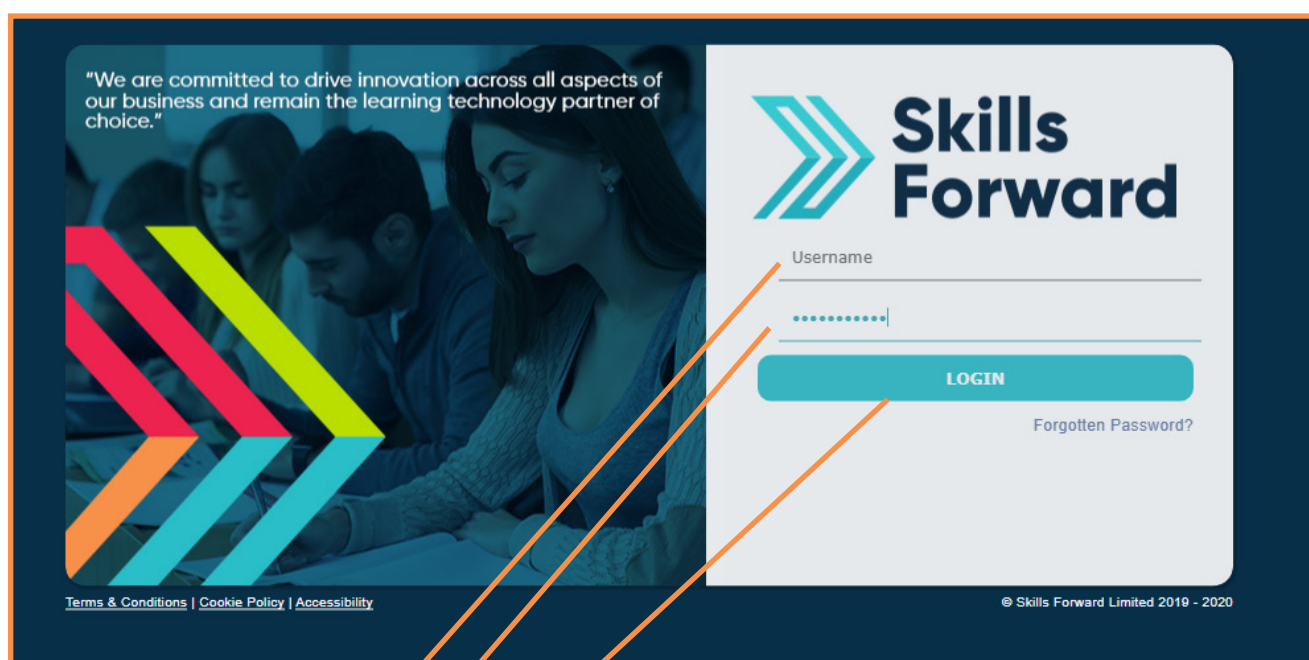 "We are committed to drive innovation across all aspects of
our business and remain the learning technology partner of
choice."
Skills
Forward
Username
•••••••••••
LOGIN
Forgotten Password?
Terms & Conditions | Cookie Policy | Accessibility
© Skills Forward Limited 2019 - 2020